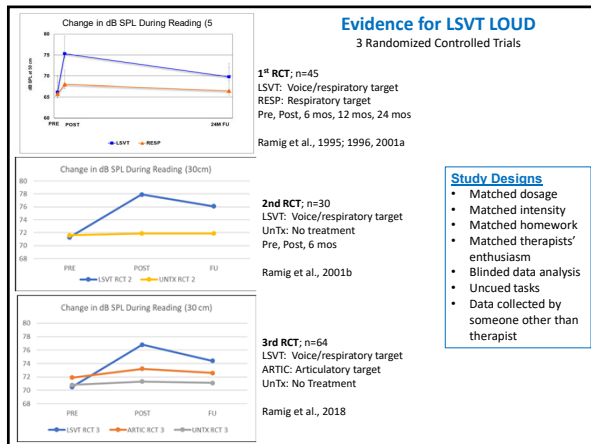 Evidence for LSVT LOUD
3 Randomized Controlled Trials
Change in dB SPL During Reading (5
dB SPL at 50 cm
80
75
70
65
60
PRE
POST
24M FU
LSVT
RESP
1st RCT; n=45
LSVT: Voice/respiratory target
RESP: Respiratory target
Pre, Post, 6 mos, 12 mos, 24 mos
Ramig et al., 1995; 1996, 2001a
Change in dB SPL During Reading (30cm)
78
76
74
72
70
68
PRE
POST
FU
LSVT RCT 2
UNTX RCT 2
2nd RCT; n=30
LSVT: Voice/respiratory target
UnTx: No treatment
Pre, Post, 6 mos
Ramig et al., 2001b
Change in dB SPL During Reading (30 cm)
78
76
74
72
70
68
PRE
POST
FU
LSVT RCT 3
ARTIC RCT 3
UNTX RCT 3
3rd RCT; n=64
LSVT: Voice/respiratory target
ARTIC: Articulatory target
UnTx: No Treatment
Ramig et al., 2018
Study Designs
• Matched dosage
• Matched intensity
• Matched homework
• Matched therapists'
enthusiasm
• Blinded data analysis
• Uncued tasks
• Data collected by
someone other than
therapist